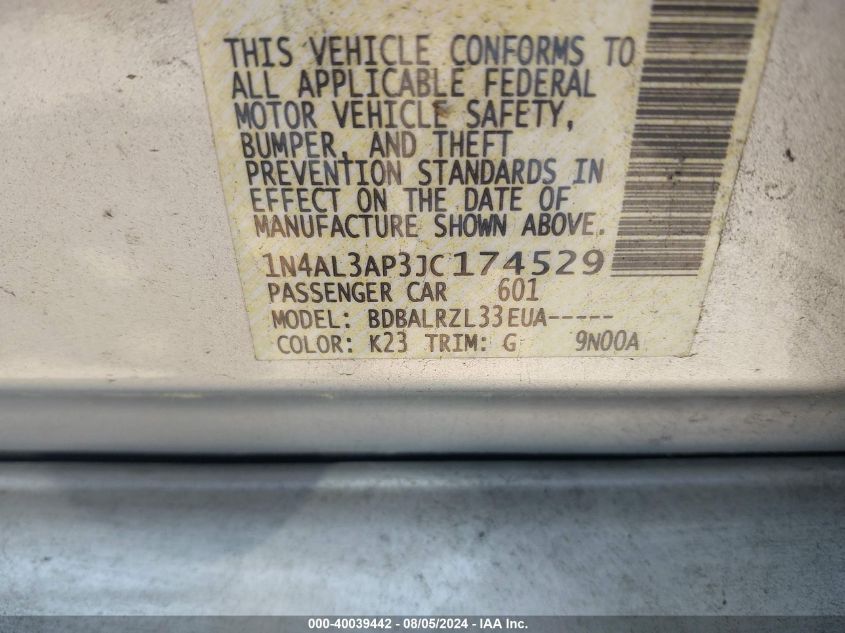 THIS VEHICLE CONFORMS TO
ALL APPLICABLE FEDERAL
MOTOR VEHICLE SAFETY,
BUMPER, AND THEFT
PREVENTION STANDARDS IN
EFFECT ON THE DATE OF
MANUFACTURE SHOWN ABOVE.
1N4AL3AP3JC174529
PASSENGER CAR 601
MODEL: BDBALRZL33EUA-----
COLOR: K23 TRIM: G 9N00A
000-40039442 - 08/05/2024 - IAA Inc.